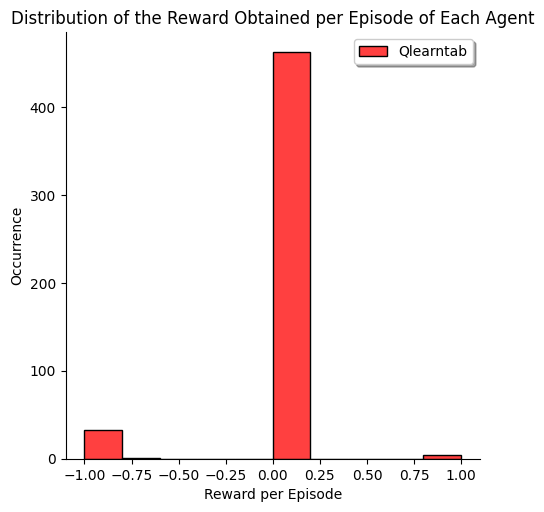 Distribution of the Reward Obtained per Episode of Each Agent
Qlearntab
400
300
200
100
0
Occurrence
−1.00 −0.75 −0.50 −0.25 0.00 0.25 0.50 0.75 1.00
Reward per Episode